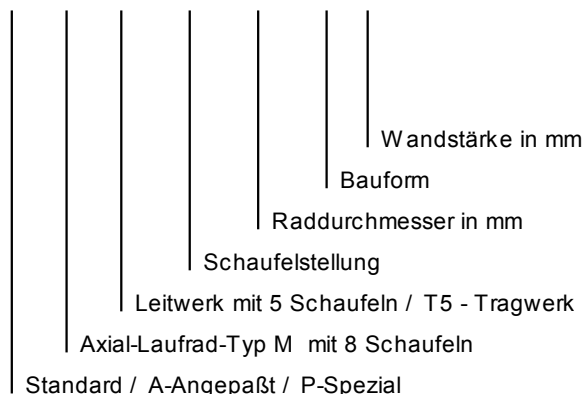 Wandstärke in mm
Bauform
Raddurchmesser in mm
Schaufelstellung
Leitwerk mit 5 Schaufeln / T5 - Tragwerk
Axial-Laufrad-Typ M mit 8 Schaufeln
Standard / A-Angepaßt / P-Spezial